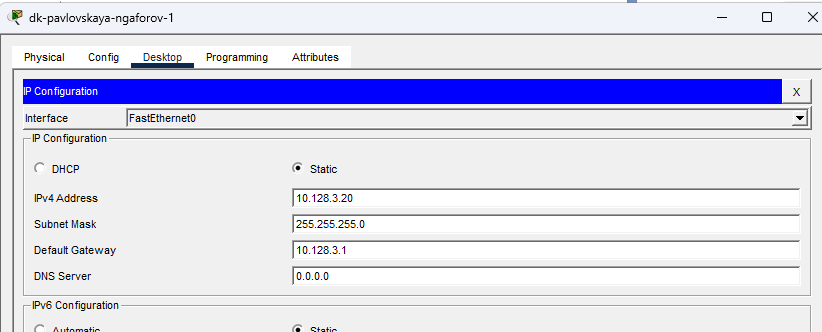 dk-pavlovskaya-ngaforov-1
Physical Config Desktop Programming Attributes
IP Configuration X
Interface FastEthernet0
IP Configuration
DHCP Static
IPv4 Address 10.128.3.20
Subnet Mask 255.255.255.0
Default Gateway 10.128.3.1
DNS Server 0.0.0.0
IPv6 Configuration
Automatic Static